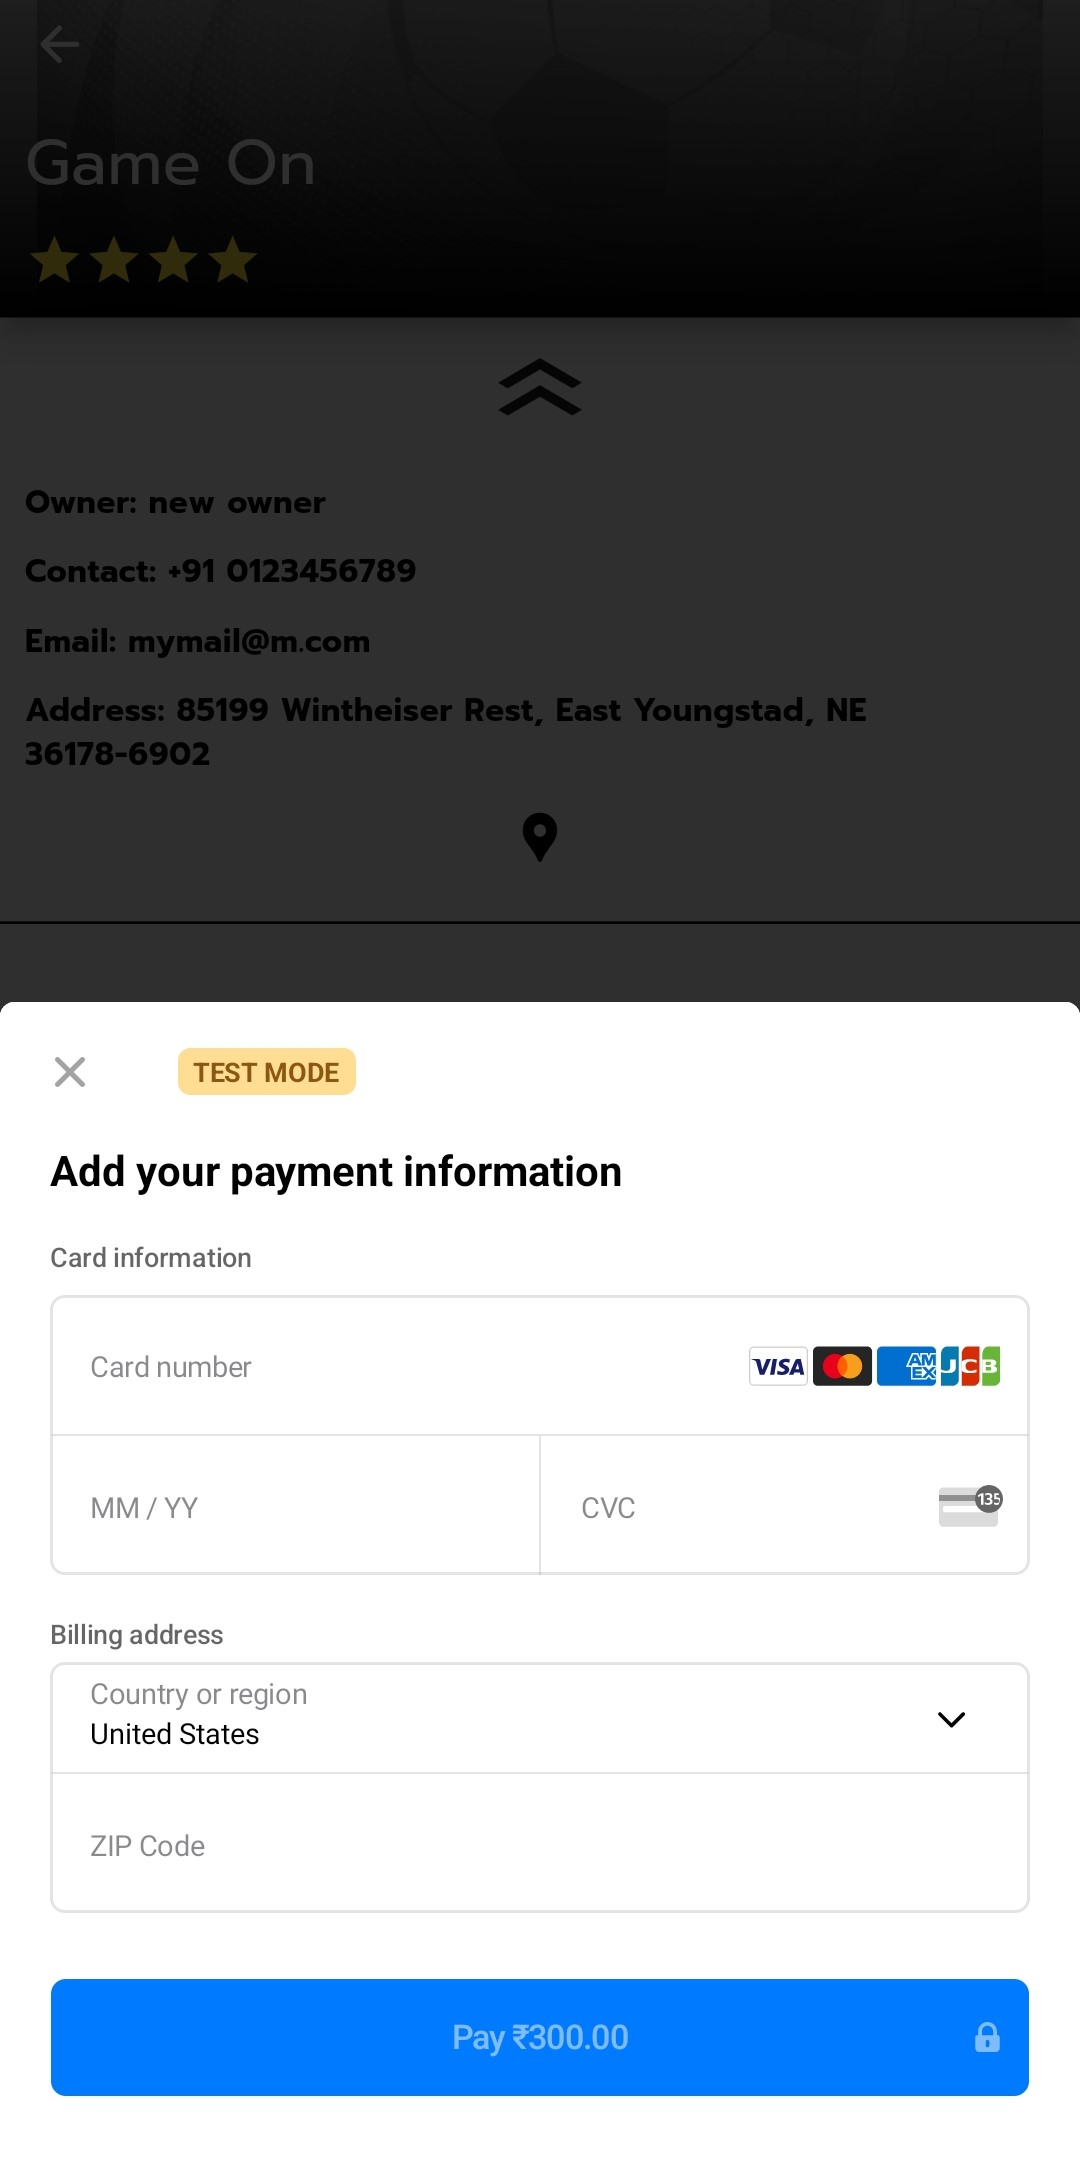 Game On
Owner: new owner
Contact: +91 0123456789
Email: mymail@m.com
Address: 85199 Wintheiser Rest, East Youngstad, NE
36178-6902
TEST MODE
Add your payment information
Card information
Card number VISA AM EX JCB
MM / YY CVC 135
Billing address
Country or region
United States
ZIP Code
Pay ₹300.00